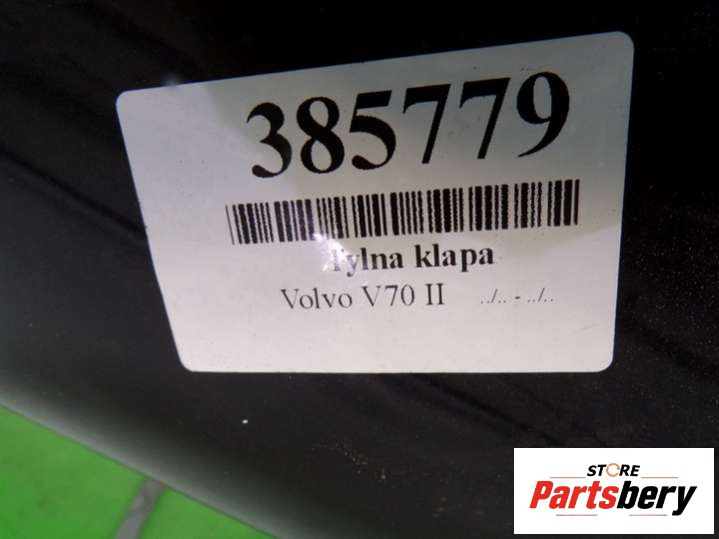 385779
Tylna klapa
Volvo V70 II ../.. - ../..
STORE
Partsbery